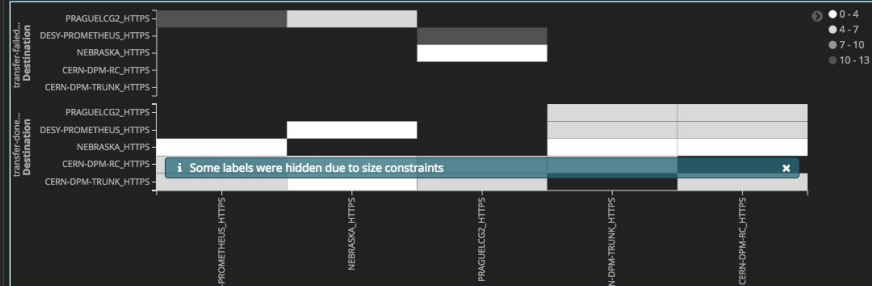 transfer-failed...
Destination
PRAGUELCG2_HTTPS
DESY-PROMETHEUS_HTTPS
NEBRASKA_HTTPS
CERN-DPM-RC_HTTPS
CERN-DPM-TRUNK_HTTPS
0 - 4
4 - 7
7 - 10
10 - 13
transfer-done...
Destination
PRAGUELCG2_HTTPS
DESY-PROMETHEUS_HTTPS
NEBRASKA_HTTPS
CERN-DPM-RC_HTTPS
CERN-DPM-TRUNK_HTTPS
i Some labels were hidden due to size constraints ×
-PROMETHEUS_HTTPS
NEBRASKA_HTTPS
PRAGUELCG2_HTTPS
N-DPM-TRUNK_HTTPS
CERN-DPM-RC_HTTPS